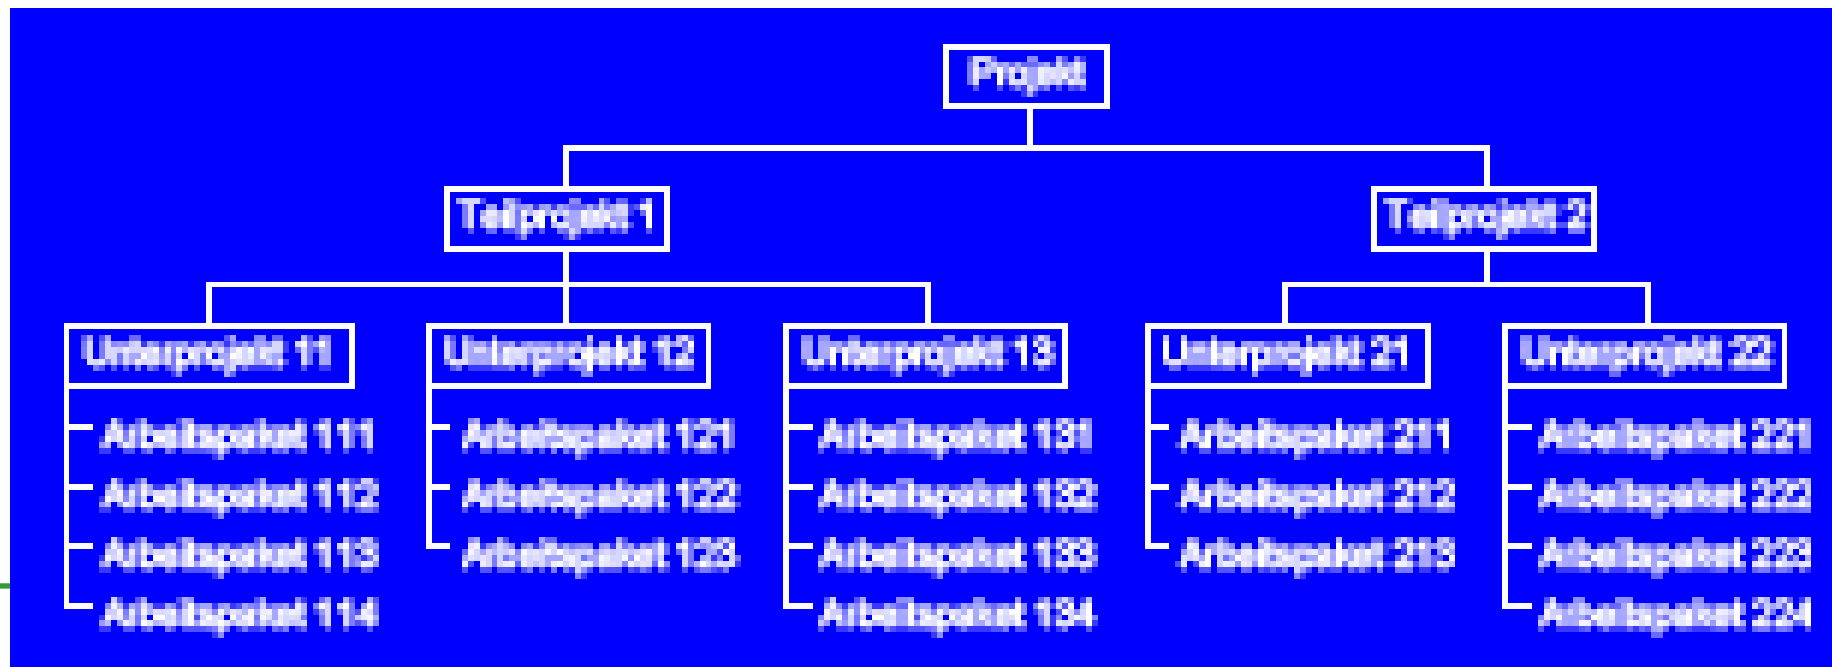 Projekt
Teilprojekt 1
Teilprojekt 2
Unterprojekt 11
Unterprojekt 12
Unterprojekt 13
Unterprojekt 21
Unterprojekt 22
Arbeitspaket 111
Arbeitspaket 112
Arbeitspaket 113
Arbeitspaket 114
Arbeitspaket 121
Arbeitspaket 122
Arbeitspaket 123
Arbeitspaket 131
Arbeitspaket 132
Arbeitspaket 133
Arbeitspaket 134
Arbeitspaket 211
Arbeitspaket 212
Arbeitspaket 213
Arbeitspaket 221
Arbeitspaket 222
Arbeitspaket 223
Arbeitspaket 224